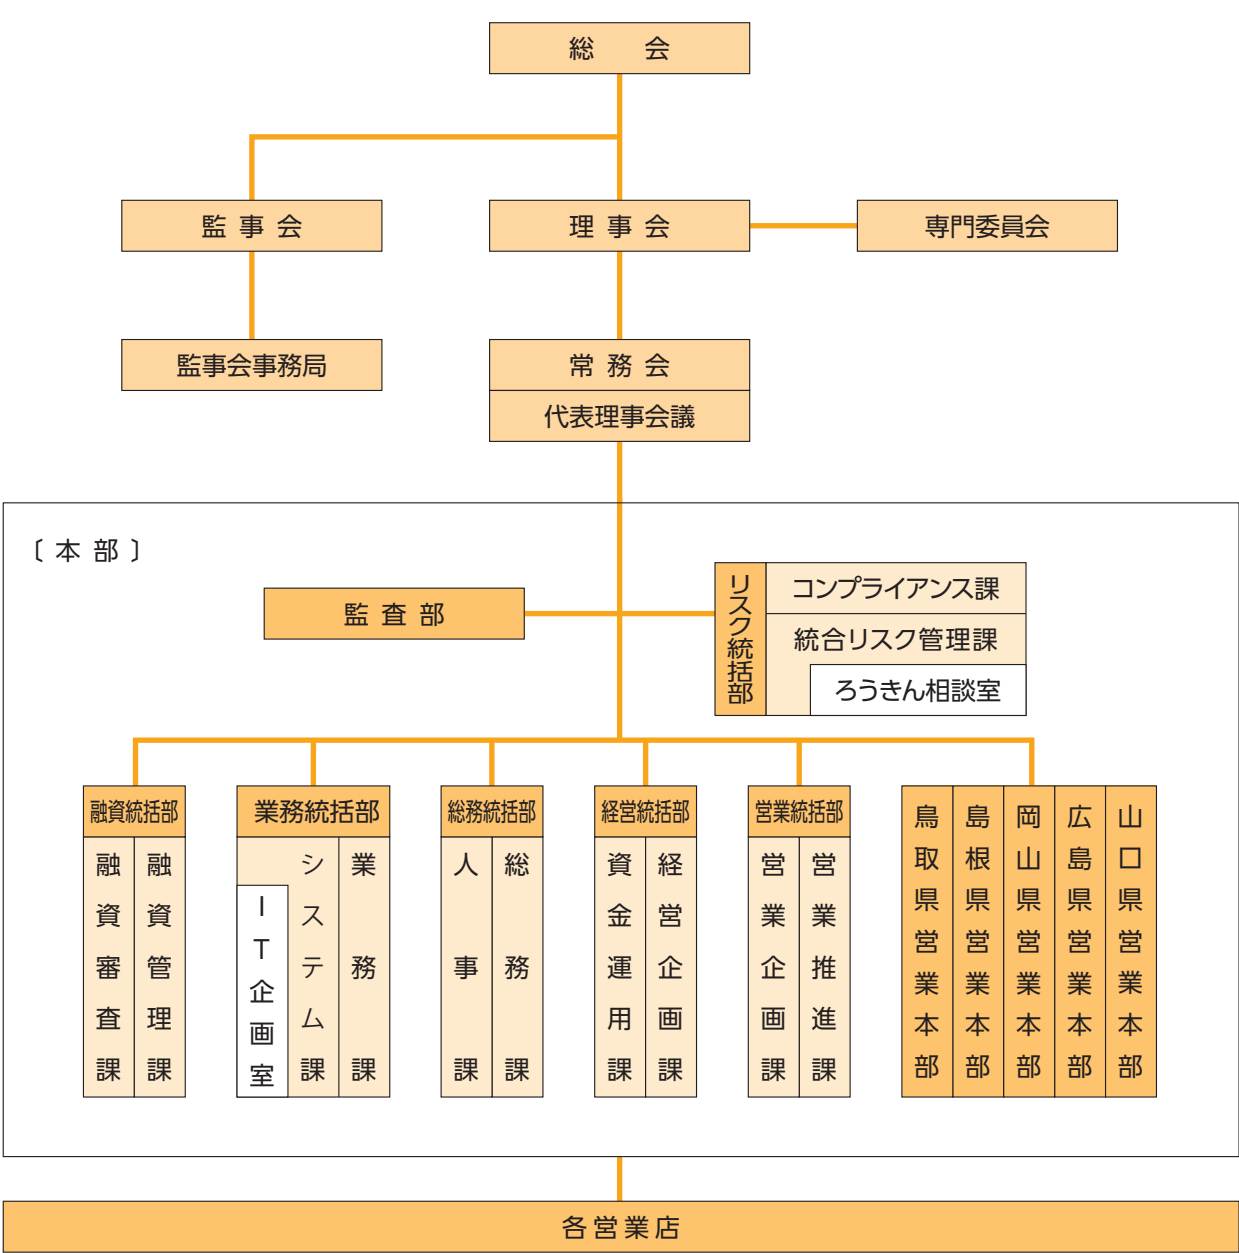 総 会
監事会
理事会
専門委員会
監事会事務局
常務会
代表理事会議
〔本部〕
監査部
リスク統括部
コンプライアンス課
統合リスク管理課
ろうきん相談室
融資統括部
融資審査課
融資管理課
業務統括部
IT企画室
システム課
業務課
総務統括部
人事課
総務課
経営統括部
資金運用課
経営企画課
営業統括部
営業企画課
営業推進課
鳥取県営業本部
島根県営業本部
岡山県営業本部
広島県営業本部
山口県営業本部
各営業店